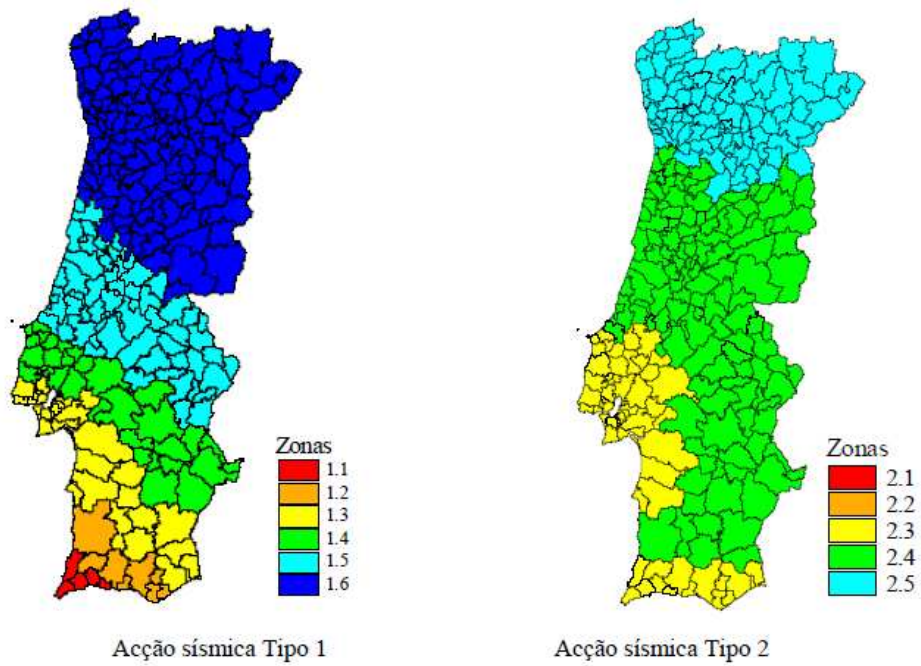 Zonas
1.1
1.2
1.3
1.4
1.5
1.6
Acção sísmica Tipo 1
Zonas
2.1
2.2
2.3
2.4
2.5
Acção sísmica Tipo 2